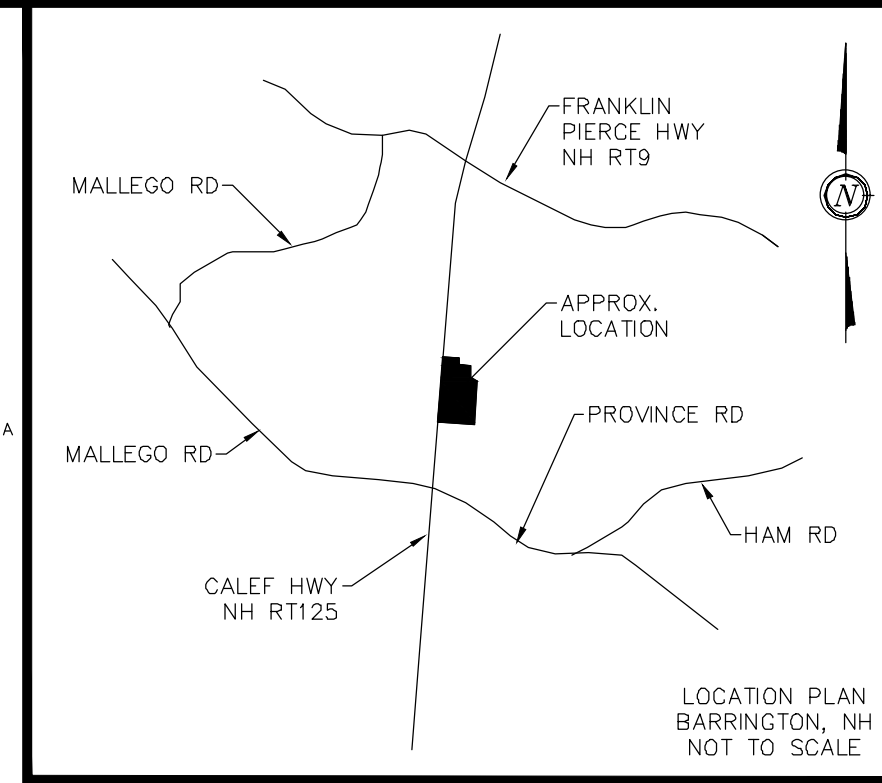 FRANKLIN
PIERCE HWY
NH RT9
MALLEGO RD
N
APPROX.
LOCATION
A
PROVINCE RD
MALLEGO RD
HAM RD
CALEF HWY
NH RT125
LOCATION PLAN
BARRINGTON, NH
NOT TO SCALE